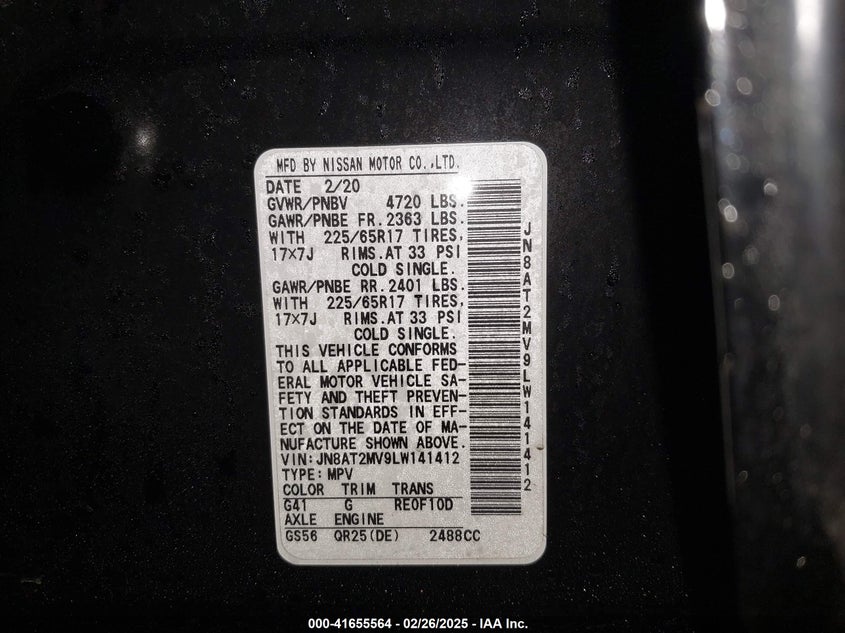 MFD BY NISSAN MOTOR CO.,LTD.
DATE 2/20
GVWR/PNBV 4720 LBS.
GAWR/PNBE FR. 2363 LBS.
WITH 225/65R17 TIRES,
17×7J RIMS.AT 33 PSI
COLD SINGLE.
GAWR/PNBE RR. 2401 LBS.
WITH 225/65R17 TIRES,
17×7J RIMS.AT 33 PSI
COLD SINGLE.
THIS VEHICLE CONFORMS
TO ALL APPLICABLE FED-
ERAL MOTOR VEHICLE SA-
FETY AND THEFT PREVEN-
TION STANDARDS IN EFF-
ECT ON THE DATE OF MA-
NUFACTURE SHOWN ABOVE.
VIN: JN8AT2MV9LW141412
TYPE: MPV
COLOR TRIM TRANS
G41 G RE0F10D
AXLE ENGINE
GS56 QR25(DE) 2488CC
JN8AT2MV9LW141412
000-41655564 - 02/26/2025 - IAA Inc.